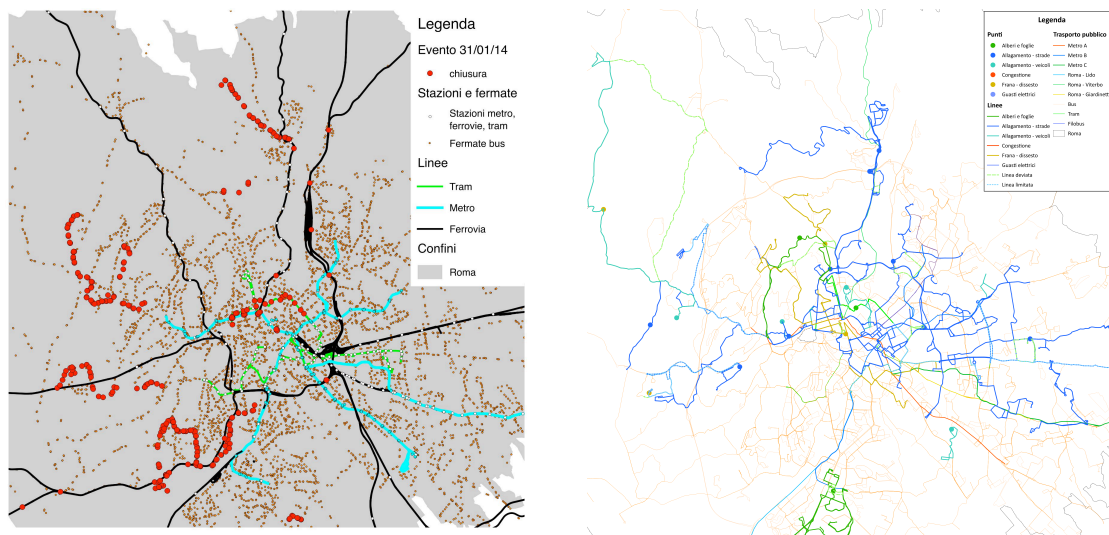 Legenda
Evento 31/01/14
chiusura
Stazioni e fermate
Stazioni metro,
ferrovie, tram
Fermate bus
Linee
Tram
Metro
Ferrovia
Confini
Roma
Legenda
Punti
Alberi e foglie
Allagamento - strade
Allagamento - veicoli
Congestione
Frana - dissesto
Guasti elettrici
Linee
Alberi e foglie
Allagamento - strade
Allagamento - veicoli
Congestione
Frana - dissesto
Guasti elettrici
Linea deviata
Linea limitata
Trasporto pubblico
Metro A
Metro B
Metro C
Roma - Lido
Roma - Viterbo
Roma - Giardinett
Bus
Tram
Filobus
Roma